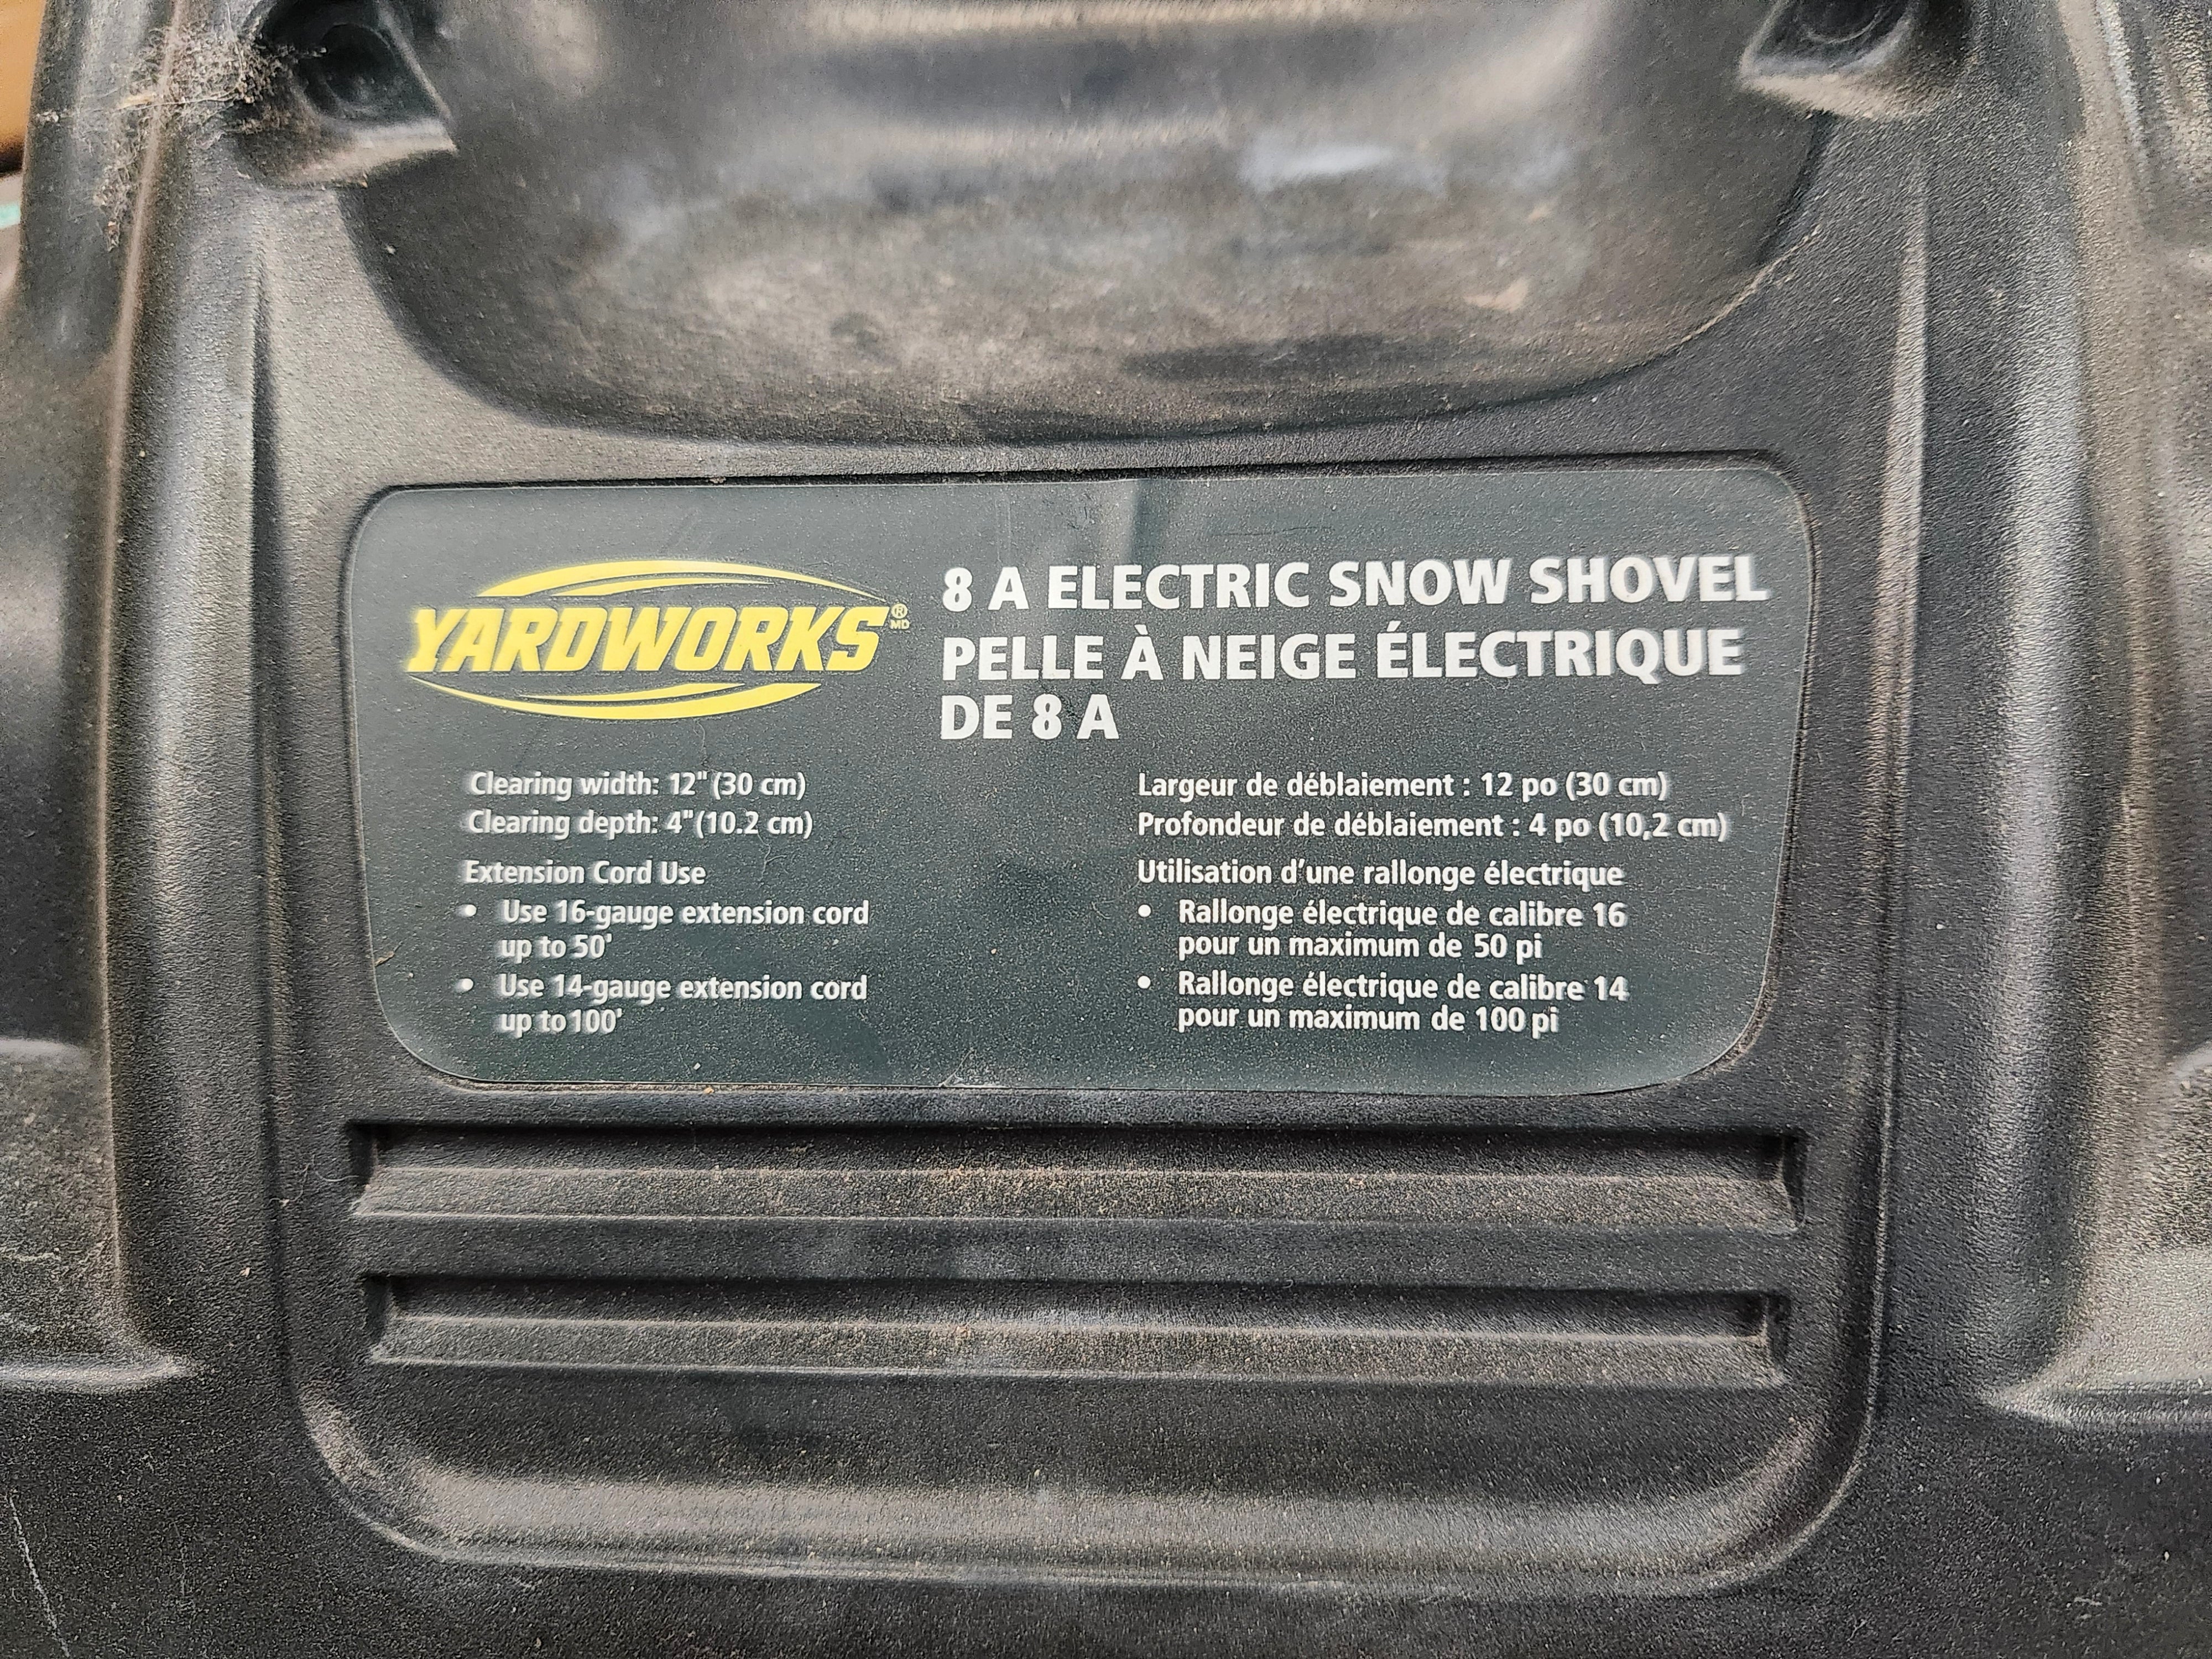 YARDWORKS® MD
8 A ELECTRIC SNOW SHOVEL
PELLE À NEIGE ÉLECTRIQUE
DE 8 A
Clearing width: 12" (30 cm)
Clearing depth: 4" (10.2 cm)
Extension Cord Use
• Use 16-gauge extension cord
up to 50'
• Use 14-gauge extension cord
up to 100'
Largeur de déblaiement : 12 po (30 cm)
Profondeur de déblaiement : 4 po (10,2 cm)
Utilisation d'une rallonge électrique
• Rallonge électrique de calibre 16
pour un maximum de 50 pi
• Rallonge électrique de calibre 14
pour un maximum de 100 pi